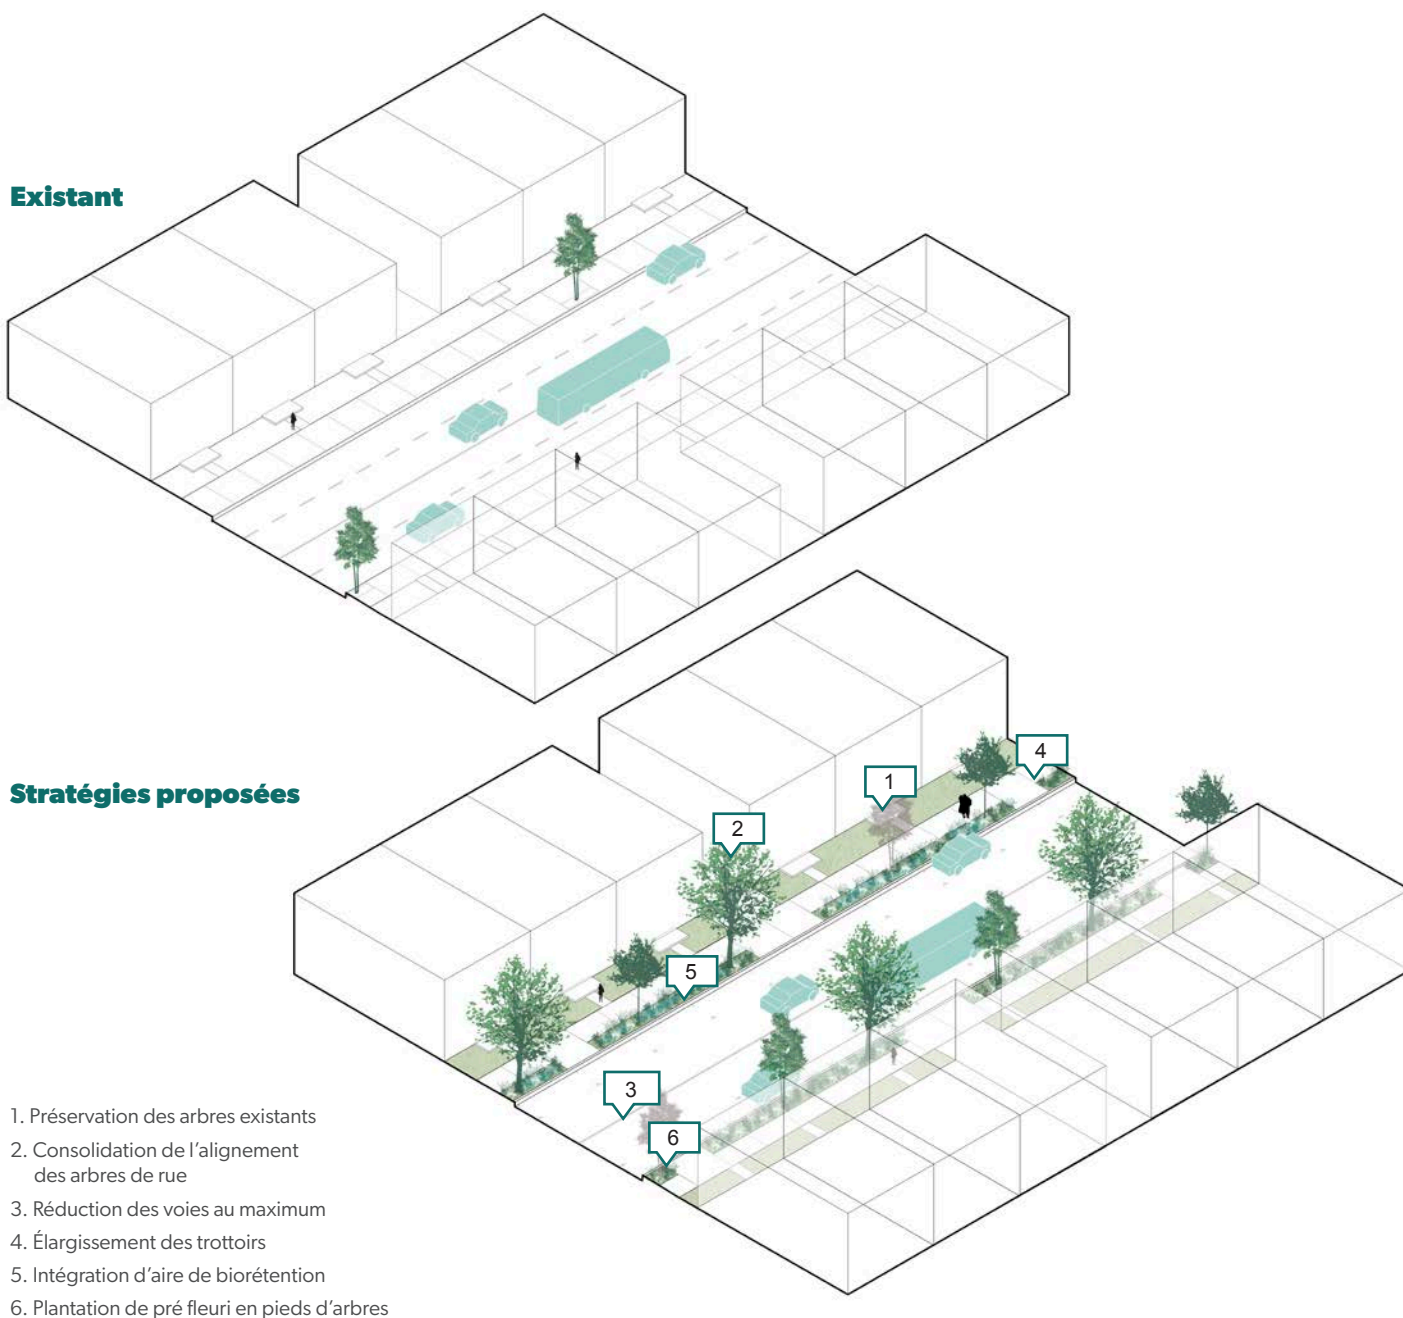 Existant
Stratégies proposées
4
1
2
5
3
6
1. Préservation des arbres existants
2. Consolidation de l'alignement
des arbres de rue
3. Réduction des voies au maximum
4. Élargissement des trottoirs
5. Intégration d'aire de biorétention
6. Plantation de pré fleuri en pieds d'arbres